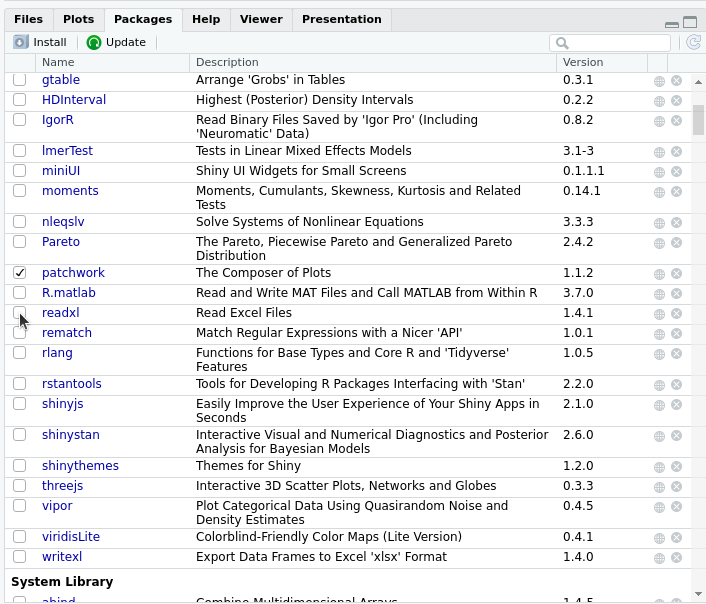 Files Plots Packages Help Viewer Presentation
Install Update
Name Description Version
gtable Arrange 'Grobs' in Tables 0.3.1
HDInterval Highest (Posterior) Density Intervals 0.2.2
IgorR Read Binary Files Saved by 'Igor Pro' (Including 0.8.2
'Neuromatic' Data)
lmerTest Tests in Linear Mixed Effects Models 3.1-3
miniUI Shiny UI Widgets for Small Screens 0.1.1.1
moments Moments, Cumulants, Skewness, Kurtosis and Related 0.14.1
Tests
nleqslv Solve Systems of Nonlinear Equations 3.3.3
Pareto The Pareto, Piecewise Pareto and Generalized Pareto 2.4.2
Distribution
patchwork The Composer of Plots 1.1.2
R.matlab Read and Write MAT Files and Call MATLAB from Within R 3.7.0
readxl Read Excel Files 1.4.1
rematch Match Regular Expressions with a Nicer 'API' 1.0.1
rlang Functions for Base Types and Core R and 'Tidyverse' 1.0.5
Features
rstantools Tools for Developing R Packages Interfacing with 'Stan' 2.2.0
shinyjs Easily Improve the User Experience of Your Shiny Apps in 2.1.0
Seconds
shinystan Interactive Visual and Numerical Diagnostics and Posterior 2.6.0
Analysis for Bayesian Models
shinythemes Themes for Shiny 1.2.0
threejs Interactive 3D Scatter Plots, Networks and Globes 0.3.3
vipor Plot Categorical Data Using Quasirandom Noise and 0.4.5
Density Estimates
viridisLite Colorblind-Friendly Color Maps (Lite Version) 0.4.1
writexl Export Data Frames to Excel 'xlsx' Format 1.4.0
System Library
abind Combine Multidimensional Arrays 1.4-5